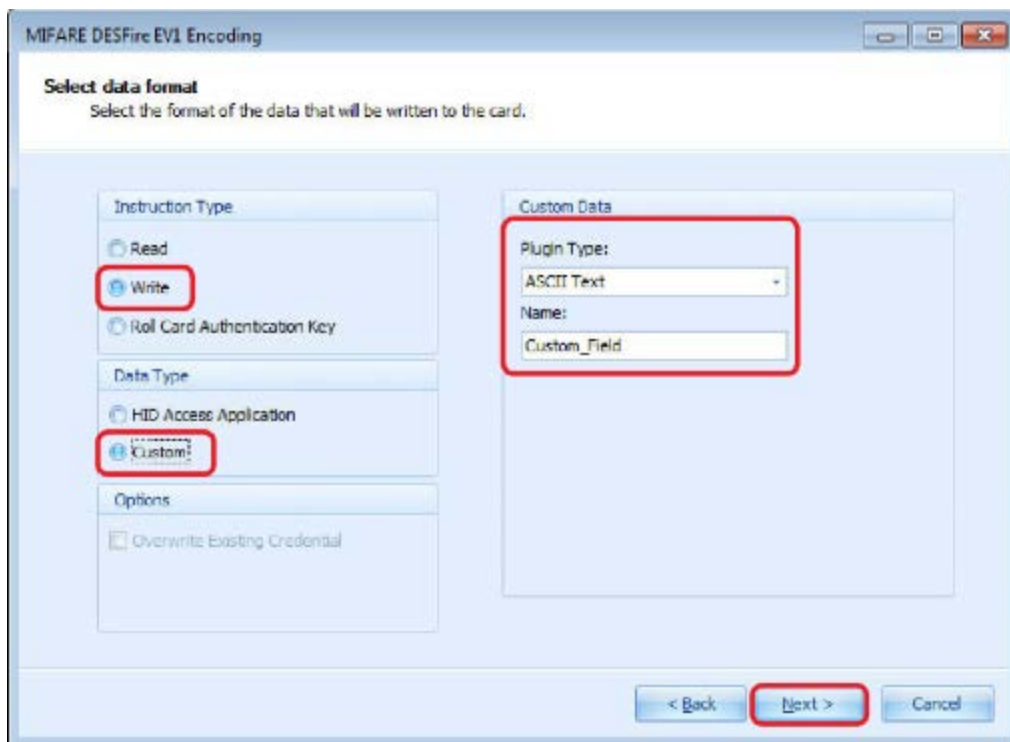 MIFARE DESFire EV1 Encoding
Select data format
Select the format of the data that will be written to the card.
Instruction Type
Read
Write
Roll Card Authentication Key
Data Type
HID Access Application
Custom
Options
Overwrite Existing Credential
Custom Data
Plugin Type:
ASCII Text
Name:
Custom_Field
< Back
Next >
Cancel